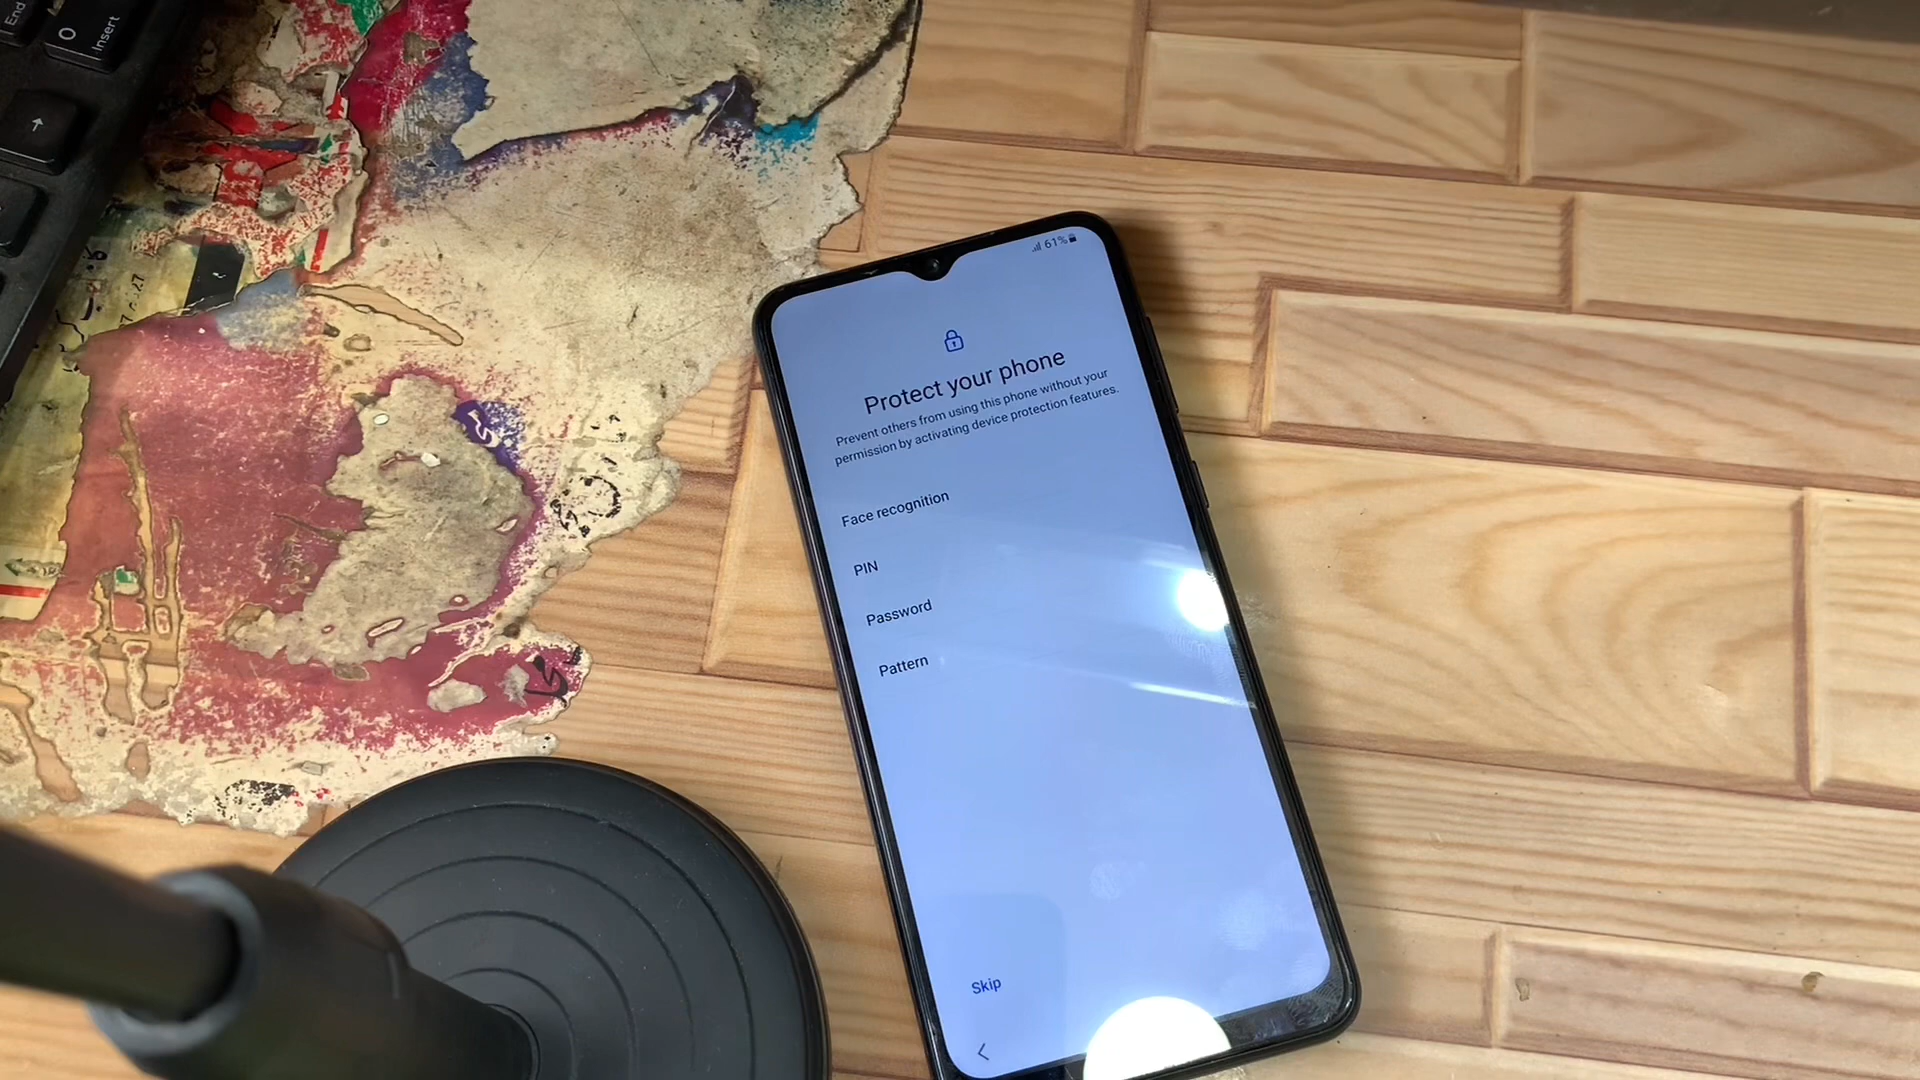 End
0
Insert
↑
61%
Protect your phone
Prevent others from using this phone without your
permission by activating device protection features.
Face recognition
PIN
Password
Pattern
Skip